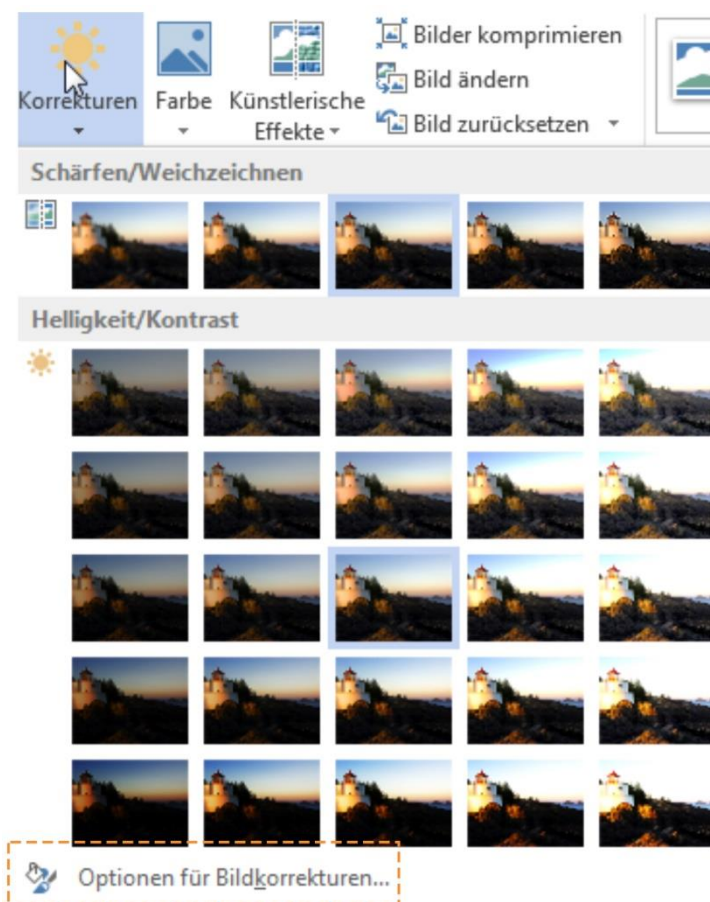 Korrekturen
Farbe
Künstlerische
Effekte
Bilder komprimieren
Bild ändern
Bild zurücksetzen
Schärfen/Weichzeichnen
Helligkeit/Kontrast
Optionen für Bildkorrekturen...